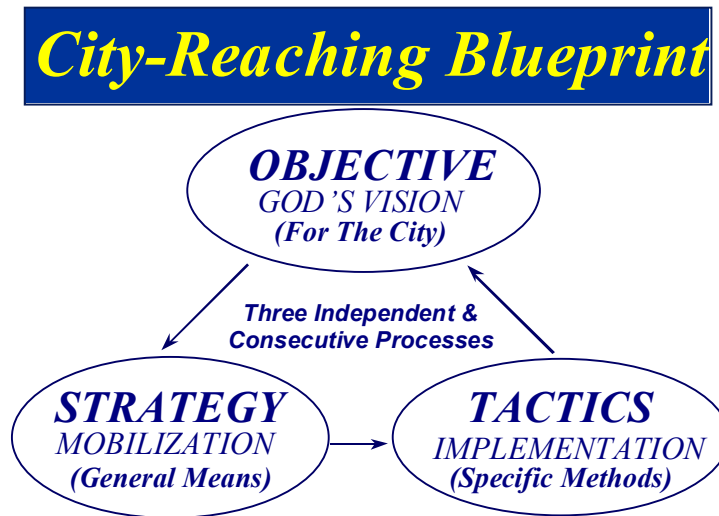 City-Reaching Blueprint
OBJECTIVE
GOD'S VISION
(For The City)
Three Independent &
Consecutive Processes
STRATEGY
MOBILIZATION
(General Means)
TACTICS
IMPLEMENTATION
(Specific Methods)